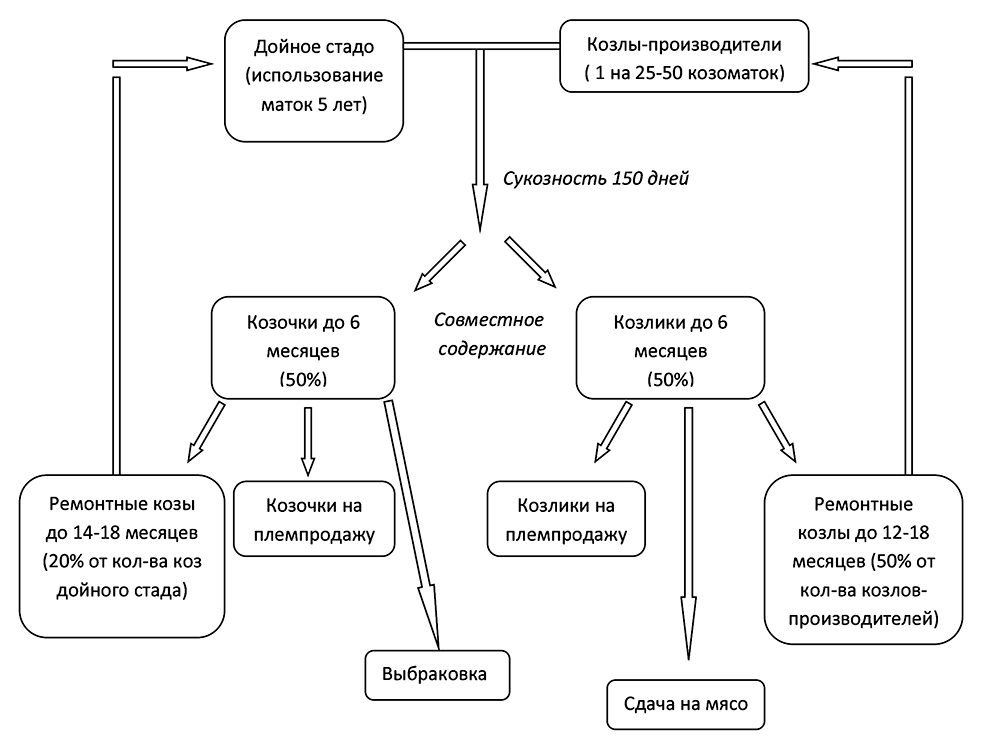 Дойное стадо
(использование
маток 5 лет)
Козлы-производители
( 1 на 25-50 козоматок)
Сукозность 150 дней
Козочки до 6
месяцев
(50%)
Совместное
содержание
Козлики до 6
месяцев
(50%)
Ремонтные козы
до 14-18 месяцев
(20% от кол-ва коз
дойного стада)
Козочки на
племпродажу
Козлики на
племпродажу
Ремонтные
козлы до 12-18
месяцев (50% от
кол-ва козлов-
производителей)
Выбраковка
Сдача на мясо